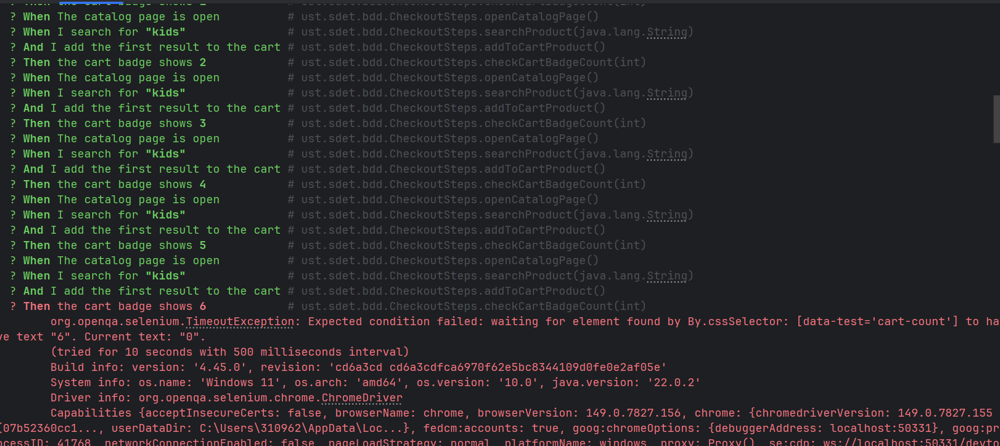 ? Then the cart badge shows 2 # ust.sdet.bdd.CheckoutSteps.checkCartBadgeCount(int)
? When The catalog page is open # ust.sdet.bdd.CheckoutSteps.openCatalogPage()
? When I search for "kids" # ust.sdet.bdd.CheckoutSteps.searchProduct(java.lang.String)
? And I add the first result to the cart # ust.sdet.bdd.CheckoutSteps.addToCartProduct()
? Then the cart badge shows 2 # ust.sdet.bdd.CheckoutSteps.checkCartBadgeCount(int)
? When The catalog page is open # ust.sdet.bdd.CheckoutSteps.openCatalogPage()
? When I search for "kids" # ust.sdet.bdd.CheckoutSteps.searchProduct(java.lang.String)
? And I add the first result to the cart # ust.sdet.bdd.CheckoutSteps.addToCartProduct()
? Then the cart badge shows 3 # ust.sdet.bdd.CheckoutSteps.checkCartBadgeCount(int)
? When The catalog page is open # ust.sdet.bdd.CheckoutSteps.openCatalogPage()
? When I search for "kids" # ust.sdet.bdd.CheckoutSteps.searchProduct(java.lang.String)
? And I add the first result to the cart # ust.sdet.bdd.CheckoutSteps.addToCartProduct()
? Then the cart badge shows 4 # ust.sdet.bdd.CheckoutSteps.checkCartBadgeCount(int)
? When The catalog page is open # ust.sdet.bdd.CheckoutSteps.openCatalogPage()
? When I search for "kids" # ust.sdet.bdd.CheckoutSteps.searchProduct(java.lang.String)
? And I add the first result to the cart # ust.sdet.bdd.CheckoutSteps.addToCartProduct()
? Then the cart badge shows 5 # ust.sdet.bdd.CheckoutSteps.checkCartBadgeCount(int)
? When The catalog page is open # ust.sdet.bdd.CheckoutSteps.openCatalogPage()
? When I search for "kids" # ust.sdet.bdd.CheckoutSteps.searchProduct(java.lang.String)
? And I add the first result to the cart # ust.sdet.bdd.CheckoutSteps.addToCartProduct()
? Then the cart badge shows 6 # ust.sdet.bdd.CheckoutSteps.checkCartBadgeCount(int)
org.openqa.selenium.TimeoutException: Expected condition failed: waiting for element found by By.cssSelector: [data-test='cart-count'] to ha
ve text "6". Current text: "0".
(tried for 10 seconds with 500 milliseconds interval)
Build info: version: '4.45.0', revision: 'cd6a3cd cd6a3cdfca6970f62e5bc8344109d0fe0e2af05e'
System info: os.name: 'Windows 11', os.arch: 'amd64', os.version: '10.0', java.version: '22.0.2'
Driver info: org.openqa.selenium.chrome.ChromeDriver
Capabilities {acceptInsecureCerts: false, browserName: chrome, browserVersion: 149.0.7827.156, chrome: {chromedriverVersion: 149.0.7827.155
(07b52360cc1..., userDataDir: C:\Users\310962\AppData\Loc...}, fedcm:accounts: true, goog:chromeOptions: {debuggerAddress: localhost:50331}, goog:pr
ocessID: 41768, networkConnectionEnabled: false, pageLoadStrategy: normal, platformName: windows, proxy: Proxy(), se:cdp: ws://localhost:50331/devto